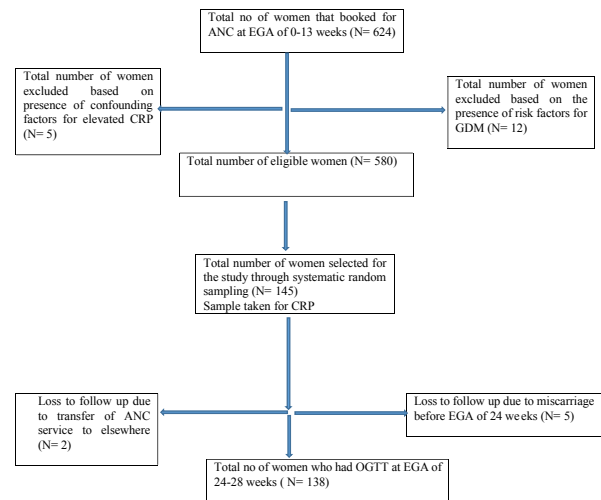 Total no of women that booked for
ANC at EGA of 0-13 weeks (N= 624)
Total number of women
excluded based on
presence of confounding
factors for elevated CRP
(N= 5)
Total number of women
excluded based on the
presence of risk factors for
GDM (N= 12)
Total number of eligible women (N= 580)
Total number of women selected for
the study through systematic random
sampling (N= 145)
Sample taken for CRP
Loss to follow up due
to transfer of ANC
service to elsewhere
(N= 2)
Loss to follow up due to miscarriage
before EGA of 24 weeks (N= 5)
Total no of women who had OGTT at EGA of
24-28 weeks ( N= 138)